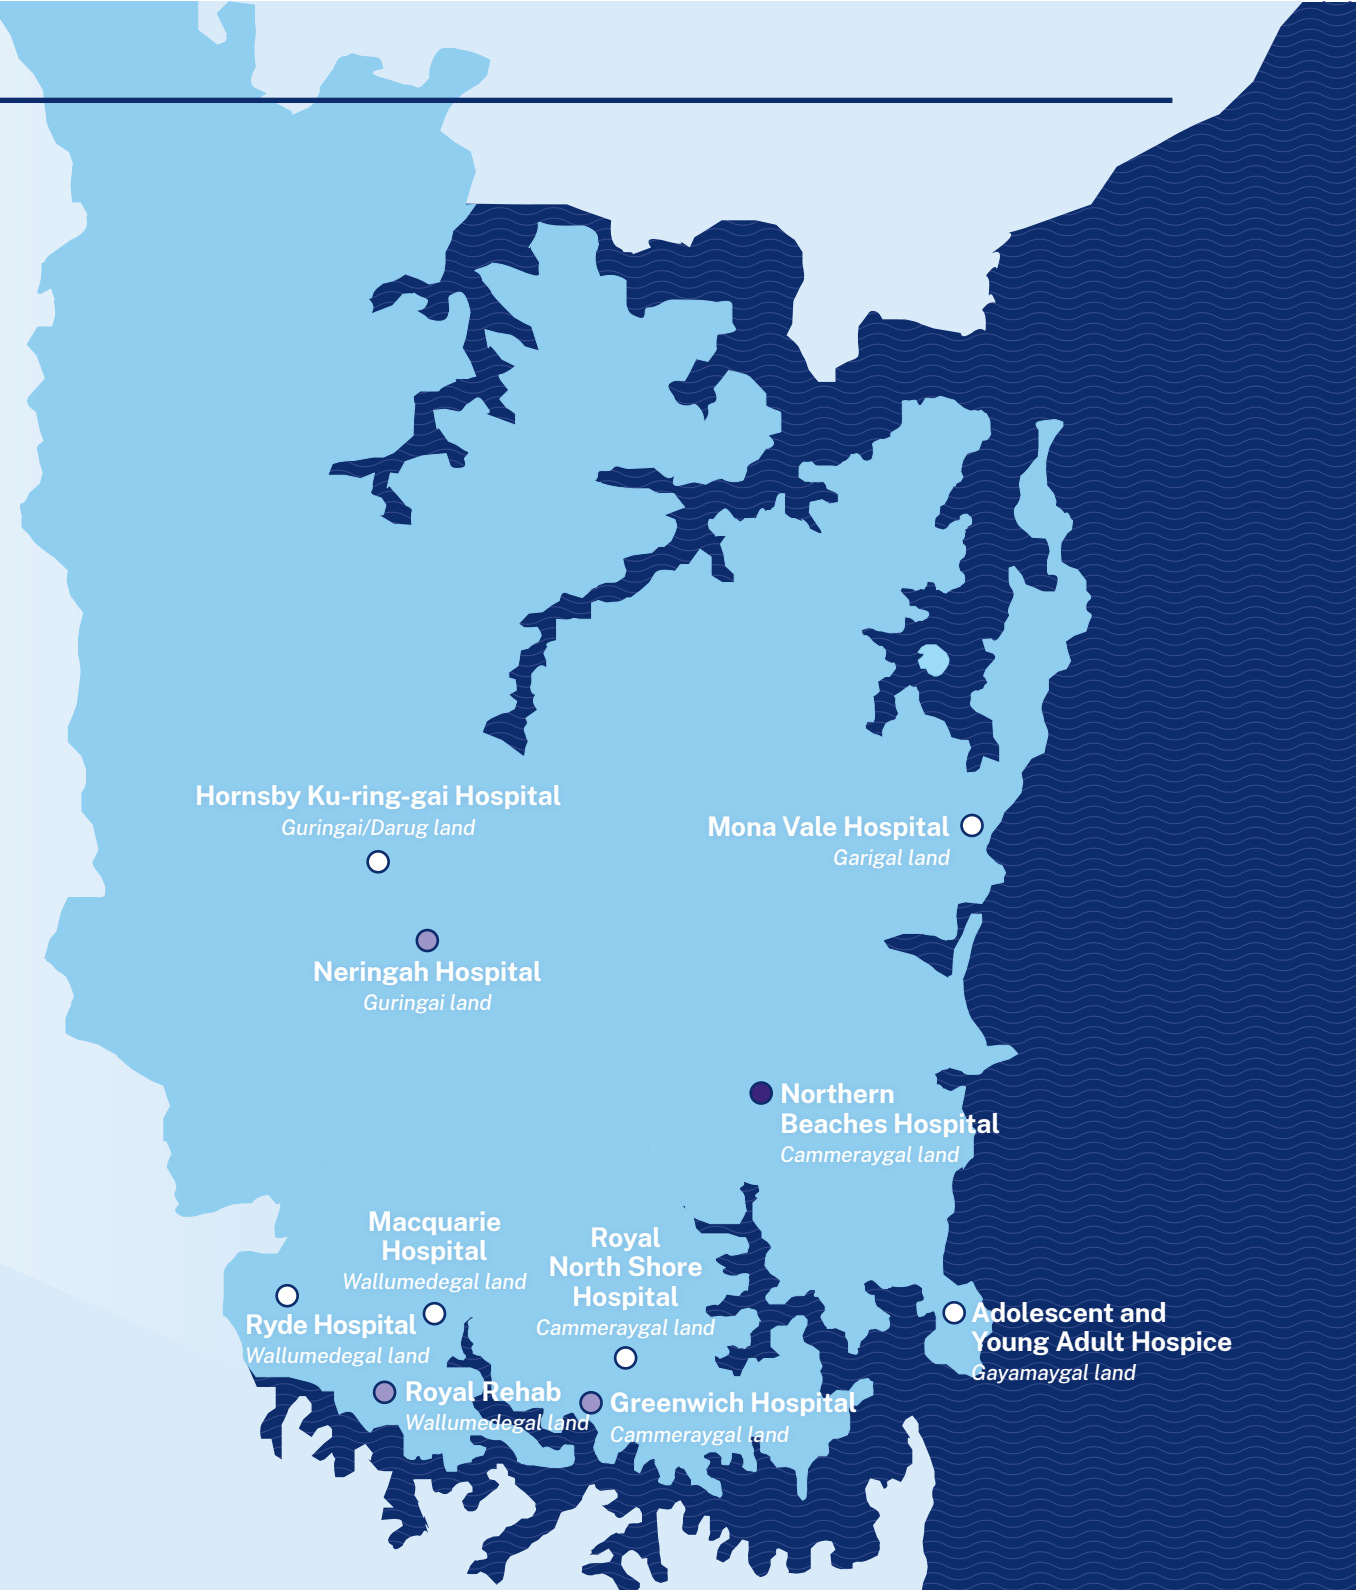 Hornsby Ku-ring-gai Hospital
Guringai/Darug land
Mona Vale Hospital
Garigal land
Neringah Hospital
Guringai land
Northern
Beaches Hospital
Cammeraygal land
Macquarie
Hospital
Wallumedegal land
Royal
North Shore
Hospital
Cammeraygal land
Ryde Hospital
Wallumedegal land
Adolescent and
Young Adult Hospice
Gayamaygal land
Royal Rehab
Wallumedegal land
Greenwich Hospital
Cammeraygal land